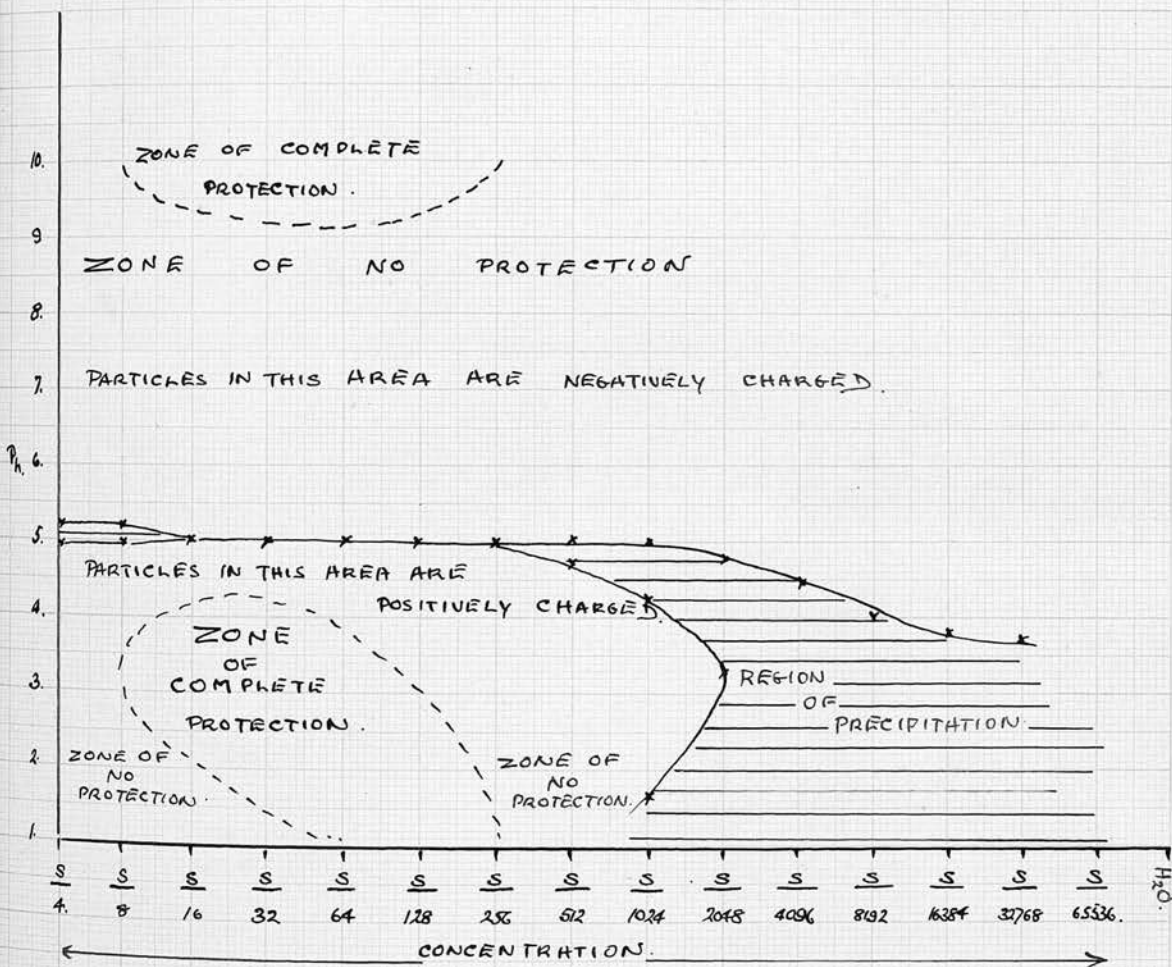 10.
ZONE OF COMPLETE
PROTECTION.
9
ZONE OF NO PROTECTION
8.
7.
PARTICLES IN THIS AREA ARE NEGATIVELY CHARGED.
Ph. 6.
5.
PARTICLES IN THIS AREA ARE
POSITIVELY CHARGED.
4.
ZONE
OF
COMPLETE
PROTECTION.
3.
REGION
OF
PRECIPITATION.
2.
ZONE OF
NO
PROTECTION.
ZONE OF
NO
PROTECTION.
1.
S S S S S S S S S S S S S S S
4. 8 16 32 64 128 256 512 1024 2048 4096 8192 16384 32768 65536.
H2O.
CONCENTRATION.